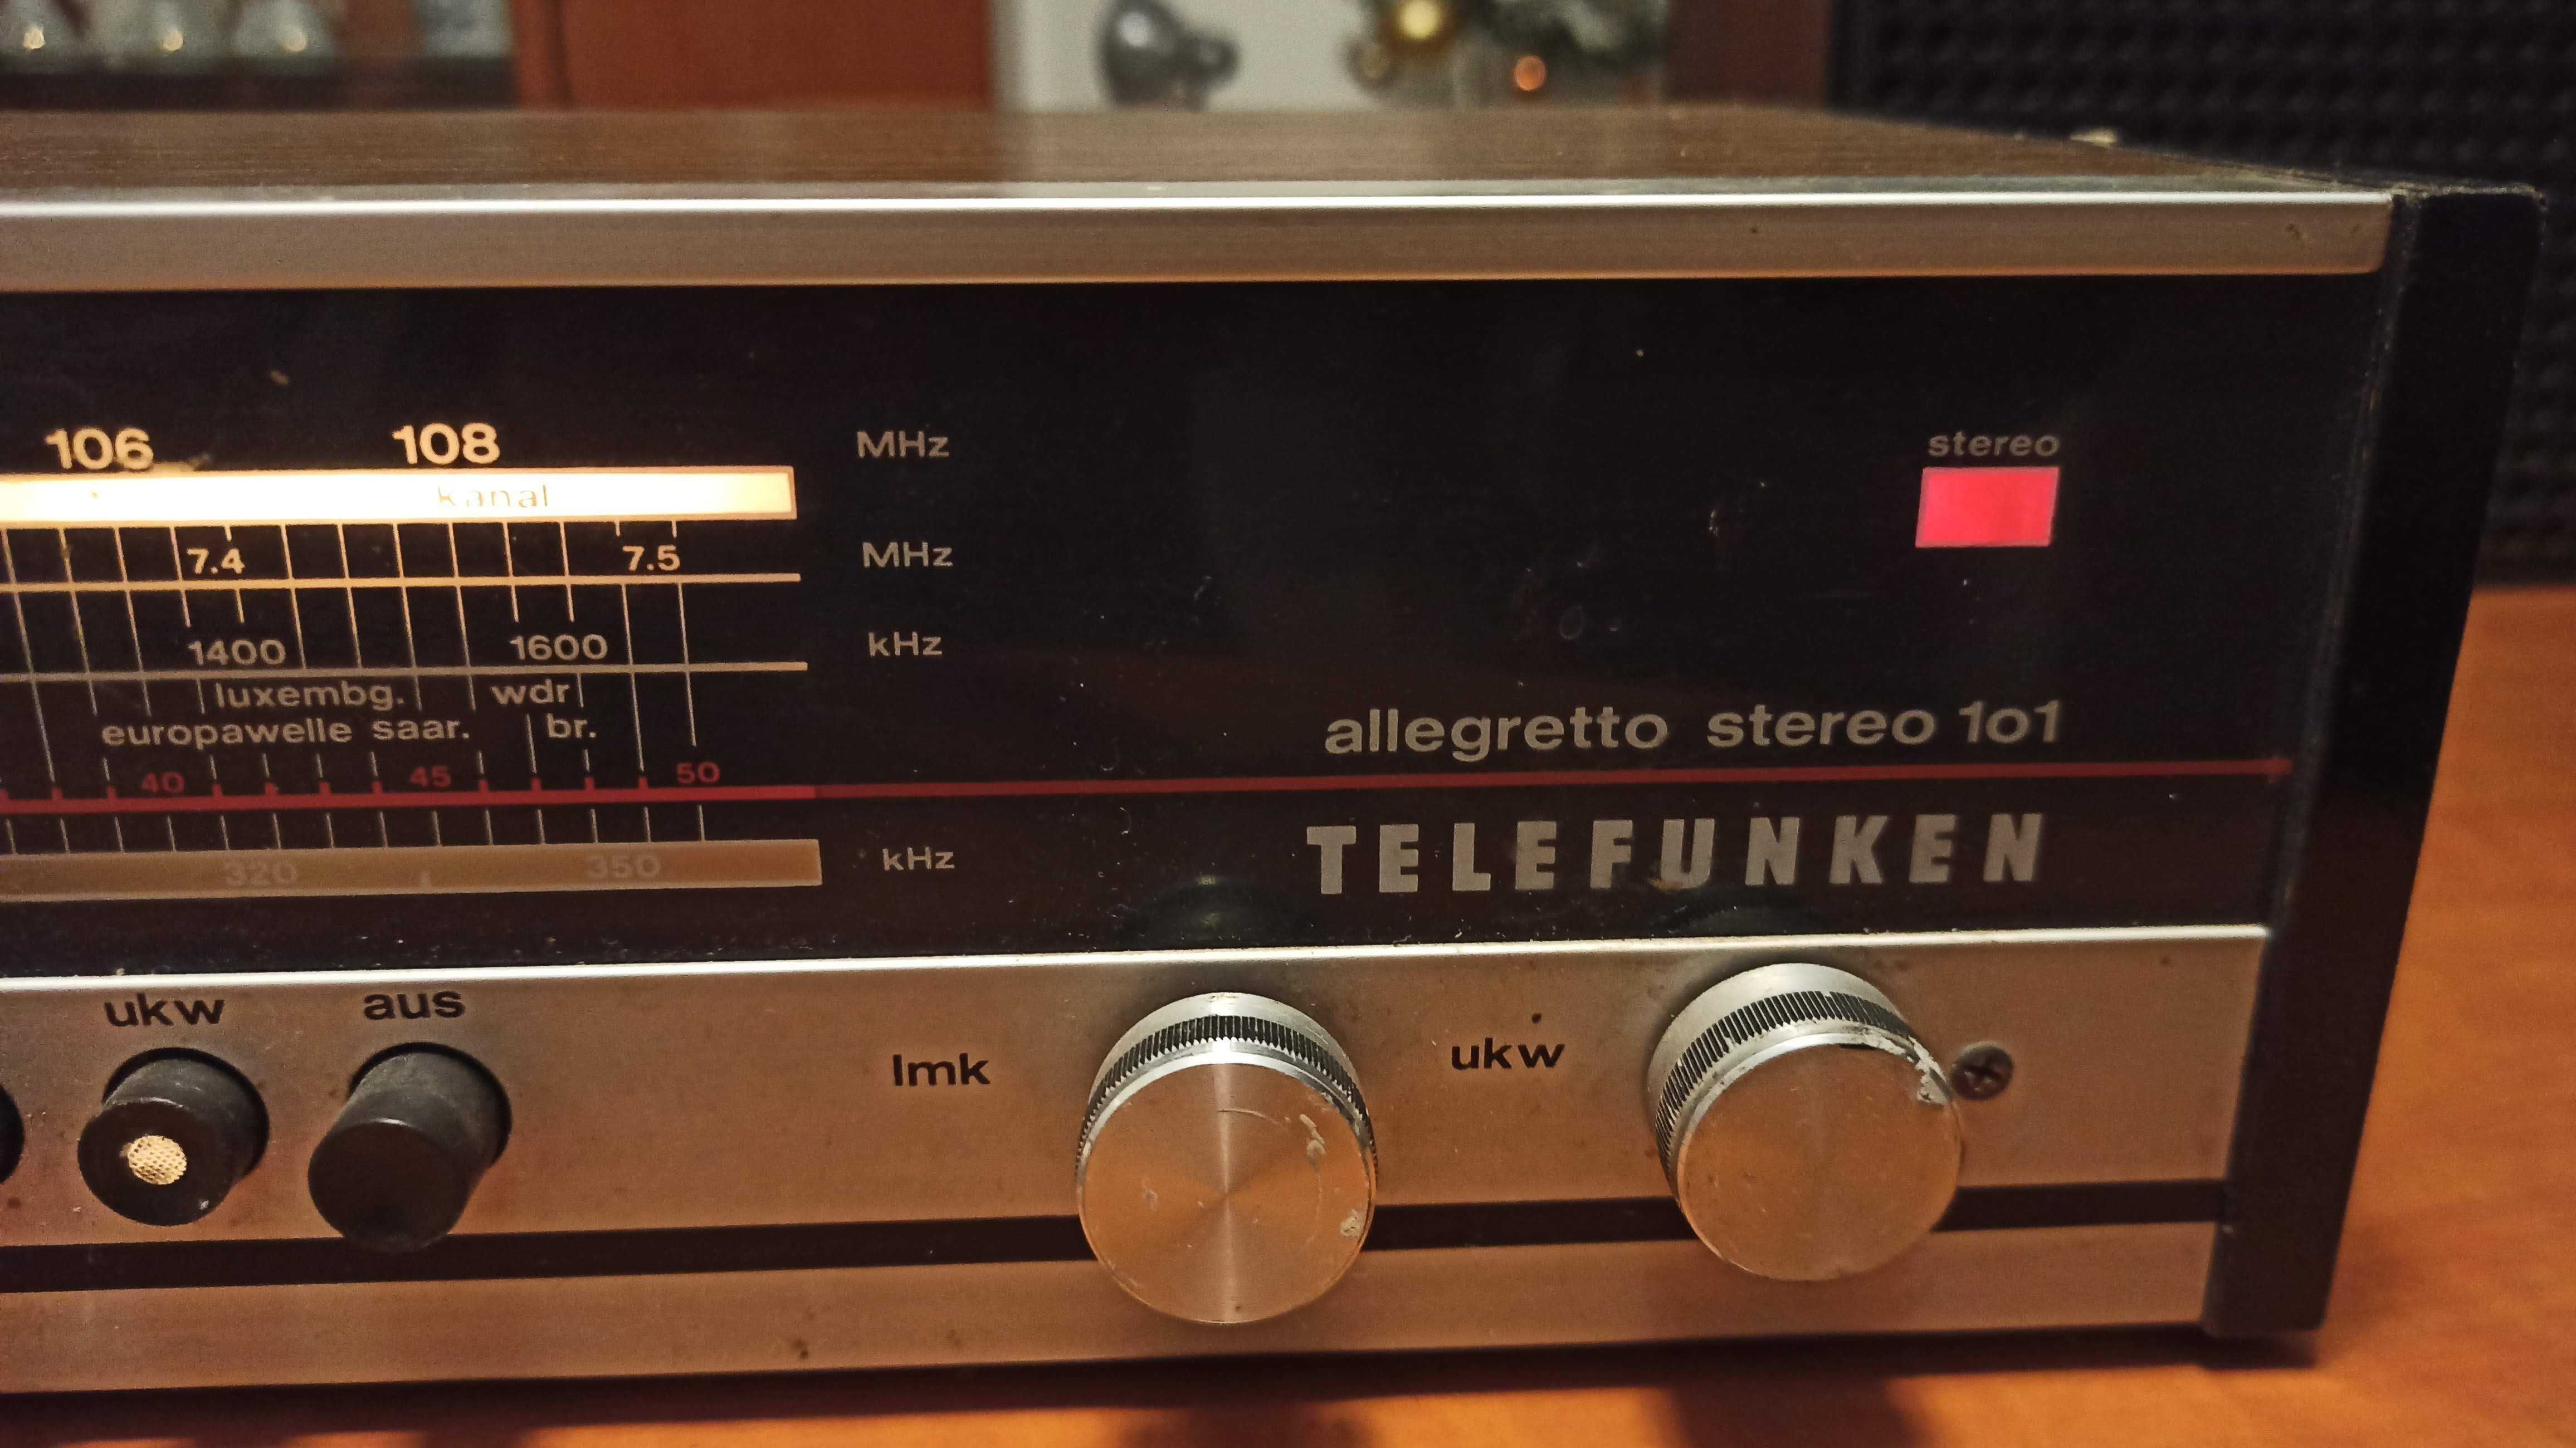 106 108 MHz
stereo
kanal
7.4 7.5 MHz
1400 1600 kHz
luxembg. wdr
europawelle saar. br.
allegretto stereo 1o1
40 45 50
TELEFUNKEN
320 350 kHz
ukw aus
lmk ukw